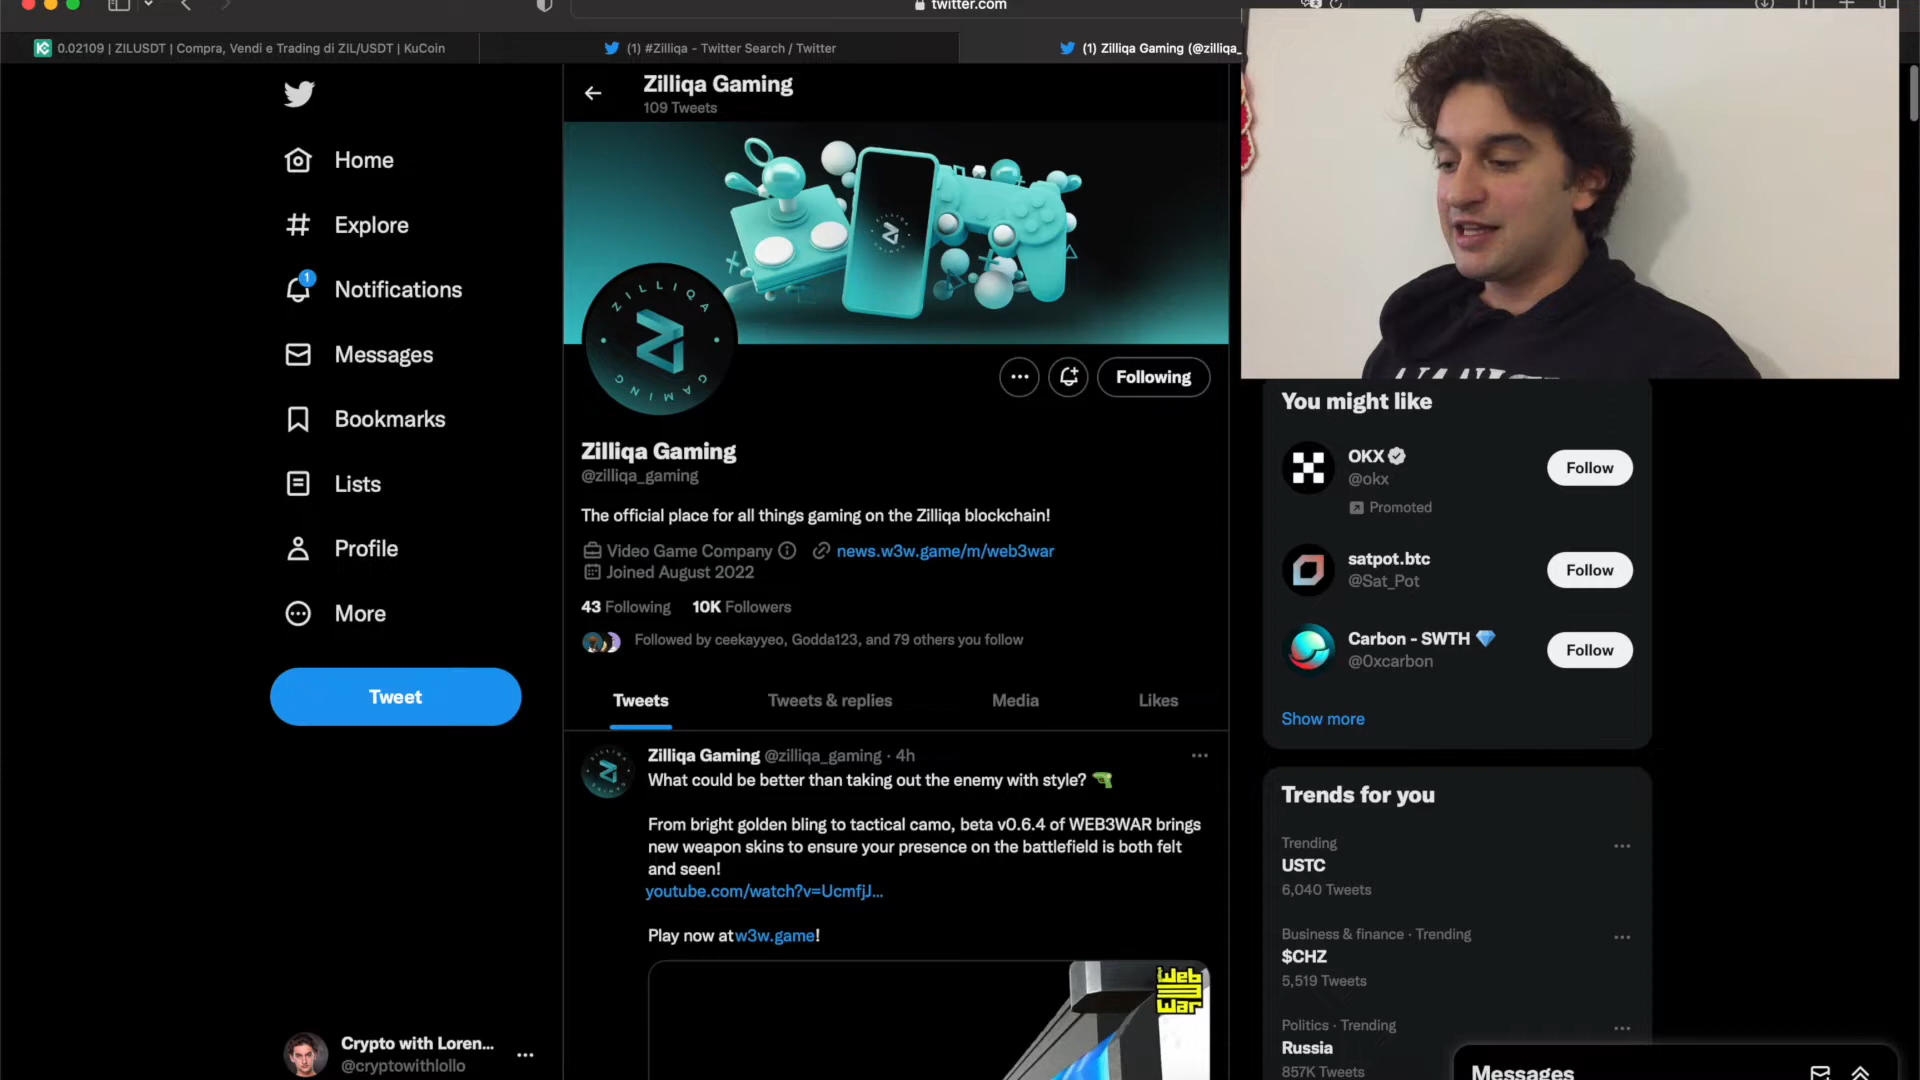 twitter.com
0.02109 | ZILUSDT | Compra, Vendi e Trading di ZIL/USDT | KuCoin
(1) #Zilliqa - Twitter Search / Twitter
(1) Zilliqa Gaming (@zilliqa_
Home
Explore
1
Notifications
Messages
Bookmarks
Lists
Profile
More
Tweet
Crypto with Loren...
@cryptowithlollo
Zilliqa Gaming
109 Tweets
ZILLIQA
GAMING
Following
Zilliqa Gaming
@zilliqa_gaming
The official place for all things gaming on the Zilliqa blockchain!
Video Game Company
news.w3w.game/m/web3war
Joined August 2022
43 Following 10K Followers
Followed by ceekayyeo, Godda123, and 79 others you follow
Tweets
Tweets & replies
Media
Likes
Zilliqa Gaming @zilliqa_gaming · 4h
What could be better than taking out the enemy with style?
From bright golden bling to tactical camo, beta v0.6.4 of WEB3WAR brings
new weapon skins to ensure your presence on the battlefield is both felt
and seen!
youtube.com/watch?v=UcmfjJ...
Play now at w3w.game!
Web
War
You might like
OKX
@okx
Promoted
Follow
satpot.btc
@Sat_Pot
Follow
Carbon - SWTH
@0xcarbon
Follow
Show more
Trends for you
Trending
USTC
6,040 Tweets
Business & finance · Trending
$CHZ
5,519 Tweets
Politics · Trending
Russia
857K Tweets
Messages